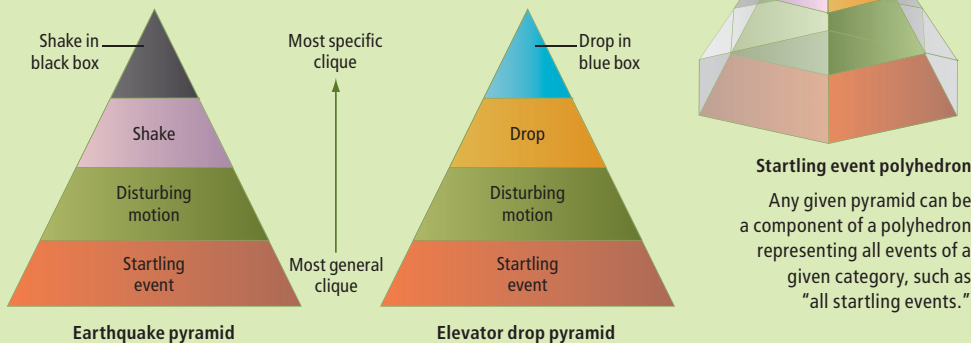 Shake in
black box
Shake
Disturbing
motion
Startling
event
Earthquake pyramid
Most specific
clique
Most general
clique
Drop in
blue box
Drop
Disturbing
motion
Startling
event
Elevator drop pyramid
Startling event polyhedron
Any given pyramid can be
a component of a polyhedron
representing all events of a
given category, such as
“all startling events.”